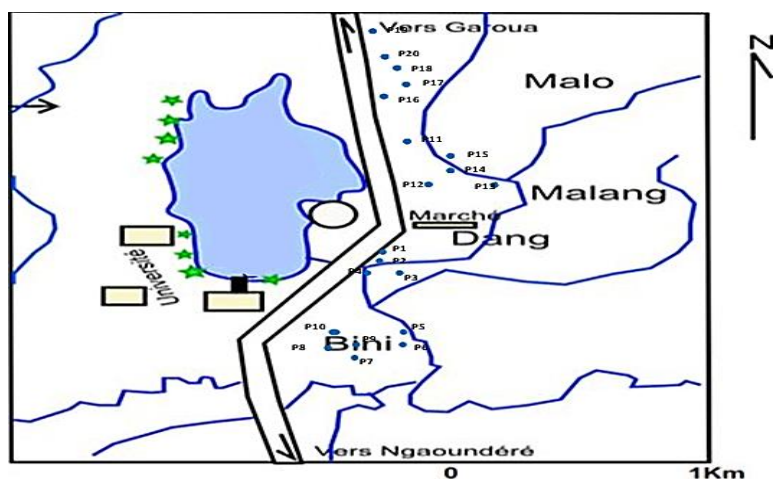 Vers Garoua
P19
P20
P18
P17
Malo
P16
P11
P15
P14
P12
P13
Malang
Marché
Dang
P1
P2
P4
P3
Université
P10
P5
P9
Bini
P8
P6
P7
Vers Ngaoundéré
0
1Km
N